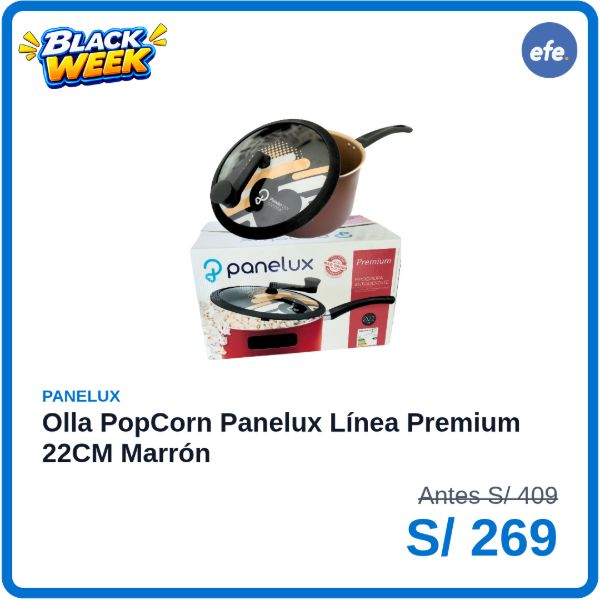 BLACK
WEEK
efe.
panelux
Premium
PANELUX
Olla PopCorn Panelux Línea Premium
22CM Marrón
Antes S/ 409
S/ 269